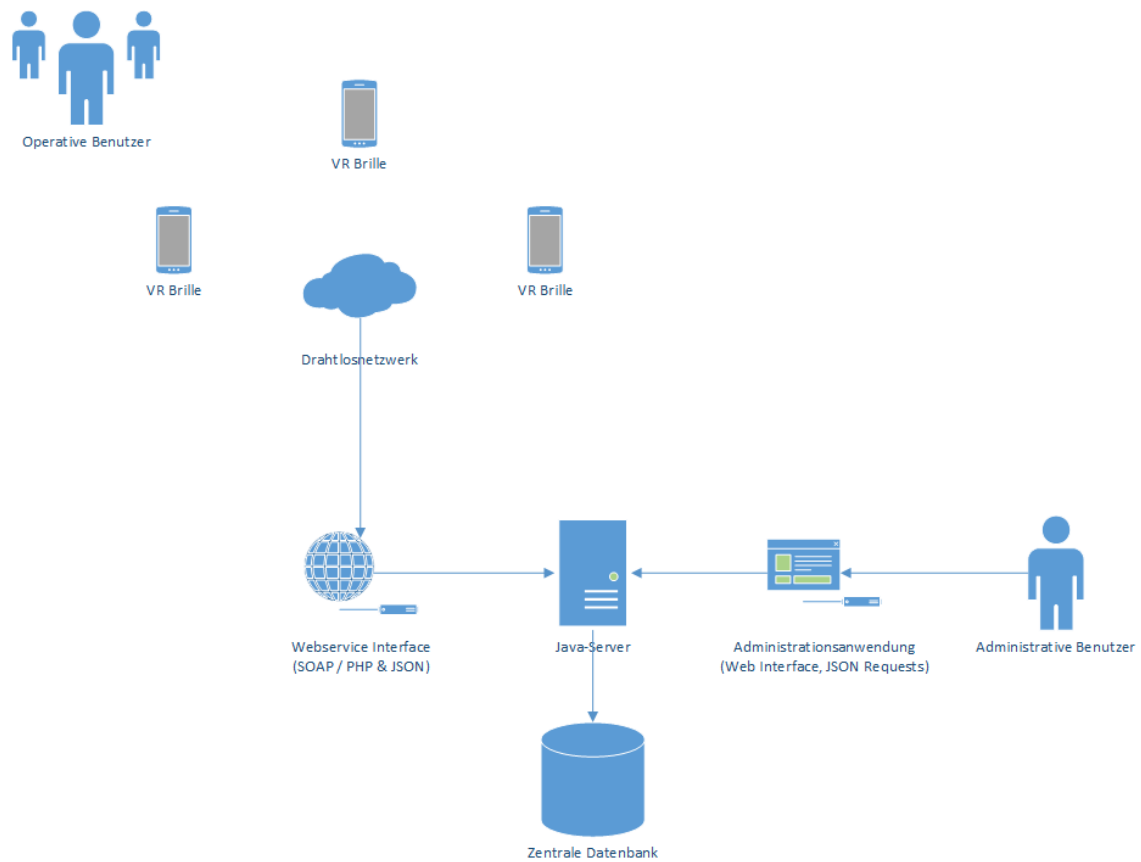 Operative Benutzer
VR Brille
VR Brille
VR Brille
Drahtlosnetzwerk
Webservice Interface
(SOAP / PHP & JSON)
Java-Server
Administrationsanwendung
(Web Interface, JSON Requests)
Administrative Benutzer
Zentrale Datenbank